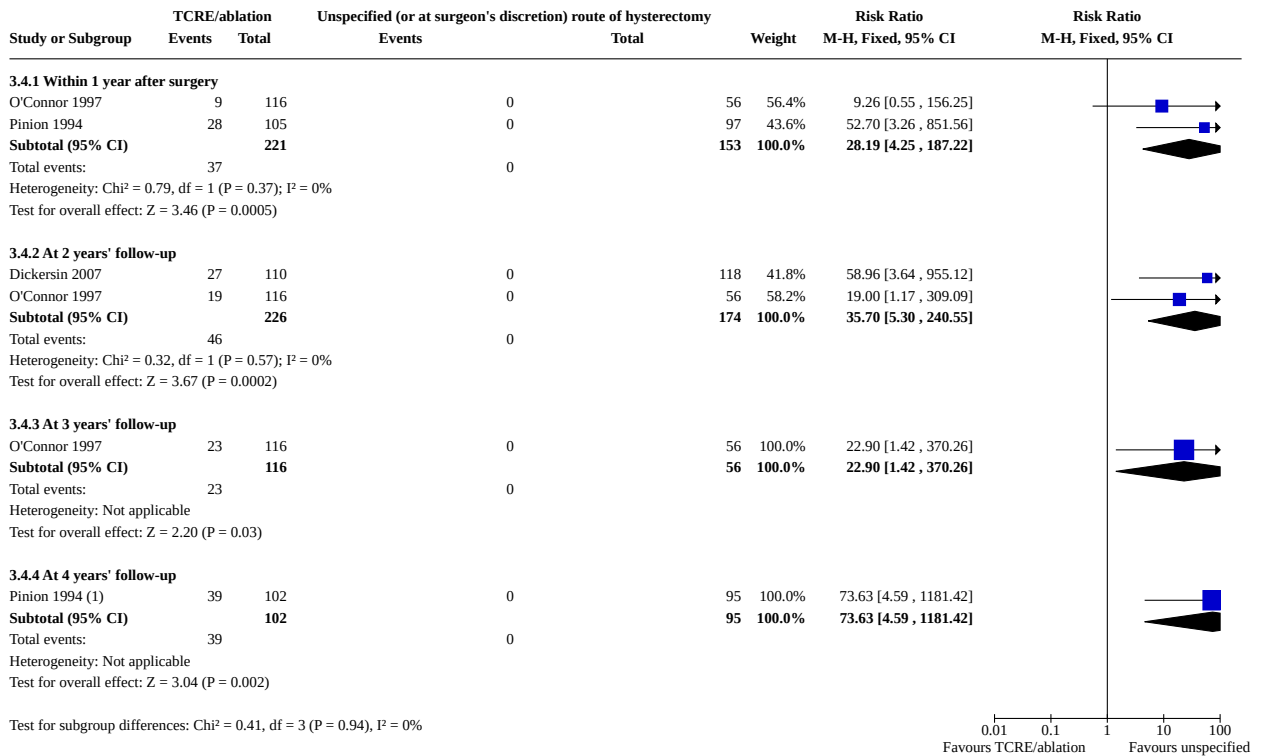 TCRE/ablation Unspecified (or at surgeon's discretion) route of hysterectomy Risk Ratio Risk Ratio
Study or Subgroup Events Total Events Total Weight M-H, Fixed, 95% CI M-H, Fixed, 95% CI
3.4.1 Within 1 year after surgery
O'Connor 1997 9 116 0 56 56.4% 9.26 [0.55 , 156.25]
Pinion 1994 28 105 0 97 43.6% 52.70 [3.26 , 851.56]
Subtotal (95% CI) 221 153 100.0% 28.19 [4.25 , 187.22]
Total events: 37 0
Heterogeneity: Chi² = 0.79, df = 1 (P = 0.37); I² = 0%
Test for overall effect: Z = 3.46 (P = 0.0005)
3.4.2 At 2 years' follow-up
Dickersin 2007 27 110 0 118 41.8% 58.96 [3.64 , 955.12]
O'Connor 1997 19 116 0 56 58.2% 19.00 [1.17 , 309.09]
Subtotal (95% CI) 226 174 100.0% 35.70 [5.30 , 240.55]
Total events: 46 0
Heterogeneity: Chi² = 0.32, df = 1 (P = 0.57); I² = 0%
Test for overall effect: Z = 3.67 (P = 0.0002)
3.4.3 At 3 years' follow-up
O'Connor 1997 23 116 0 56 100.0% 22.90 [1.42 , 370.26]
Subtotal (95% CI) 116 56 100.0% 22.90 [1.42 , 370.26]
Total events: 23 0
Heterogeneity: Not applicable
Test for overall effect: Z = 2.20 (P = 0.03)
3.4.4 At 4 years' follow-up
Pinion 1994 (1) 39 102 0 95 100.0% 73.63 [4.59 , 1181.42]
Subtotal (95% CI) 102 95 100.0% 73.63 [4.59 , 1181.42]
Total events: 39 0
Heterogeneity: Not applicable
Test for overall effect: Z = 3.04 (P = 0.002)
Test for subgroup differences: Chi² = 0.41, df = 3 (P = 0.94), I² = 0%
0.01 0.1 1 10 100
Favours TCRE/ablation Favours unspecified